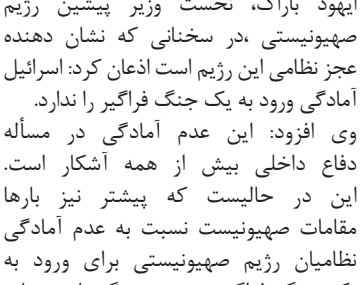 ایهود باراک، نخست وزیر پیشین رژیم
صهیونیستی ،در سخنانی که نشان دهنده
عجز نظامی این رژیم است اذعان کرد: اسرائیل
آمادگی ورود به یک جنگ فراگیر را ندارد.
وی افزود: این عدم آمادگی در مسأله
دفاع داخلی بیش از همه آشکار است.
این در حالیست که پیشتر نیز بارها
مقامات صهیونیست نسبت به عدم آمادگی
نظامیان رژیم صهیونیستی برای ورود به